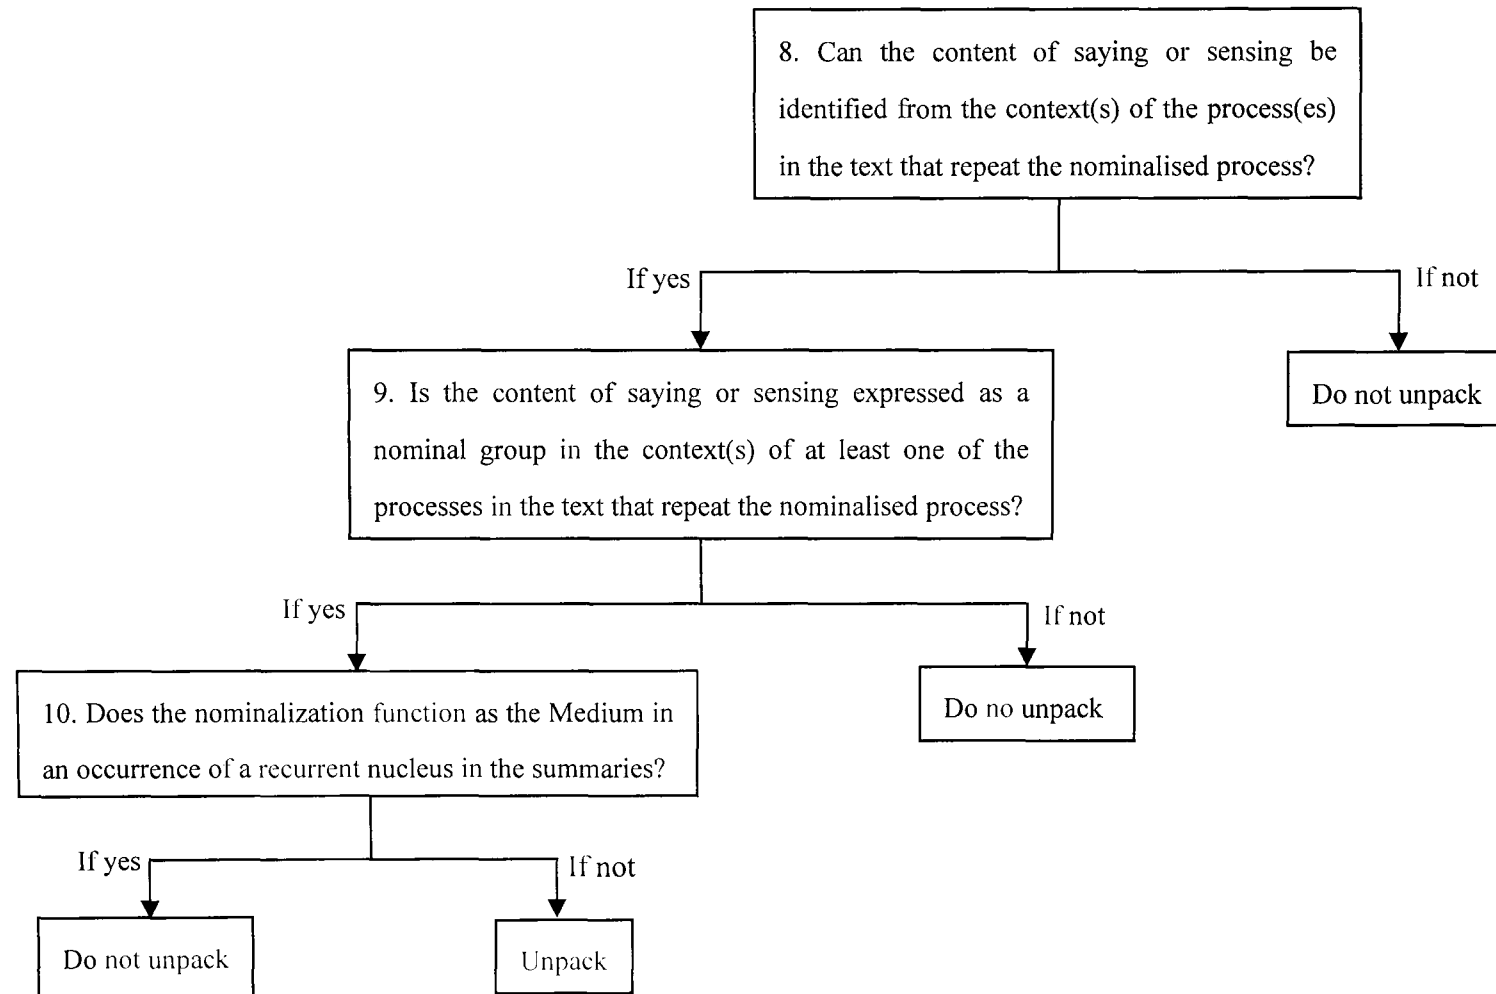 8. Can the content of saying or sensing be
identified from the context(s) of the process(es)
in the text that repeat the nominalised process?
If yes
If not
9. Is the content of saying or sensing expressed as a
nominal group in the context(s) of at least one of the
processes in the text that repeat the nominalised process?
Do not unpack
If yes
If not
10. Does the nominalization function as the Medium in
an occurrence of a recurrent nucleus in the summaries?
Do no unpack
If yes
If not
Do not unpack
Unpack